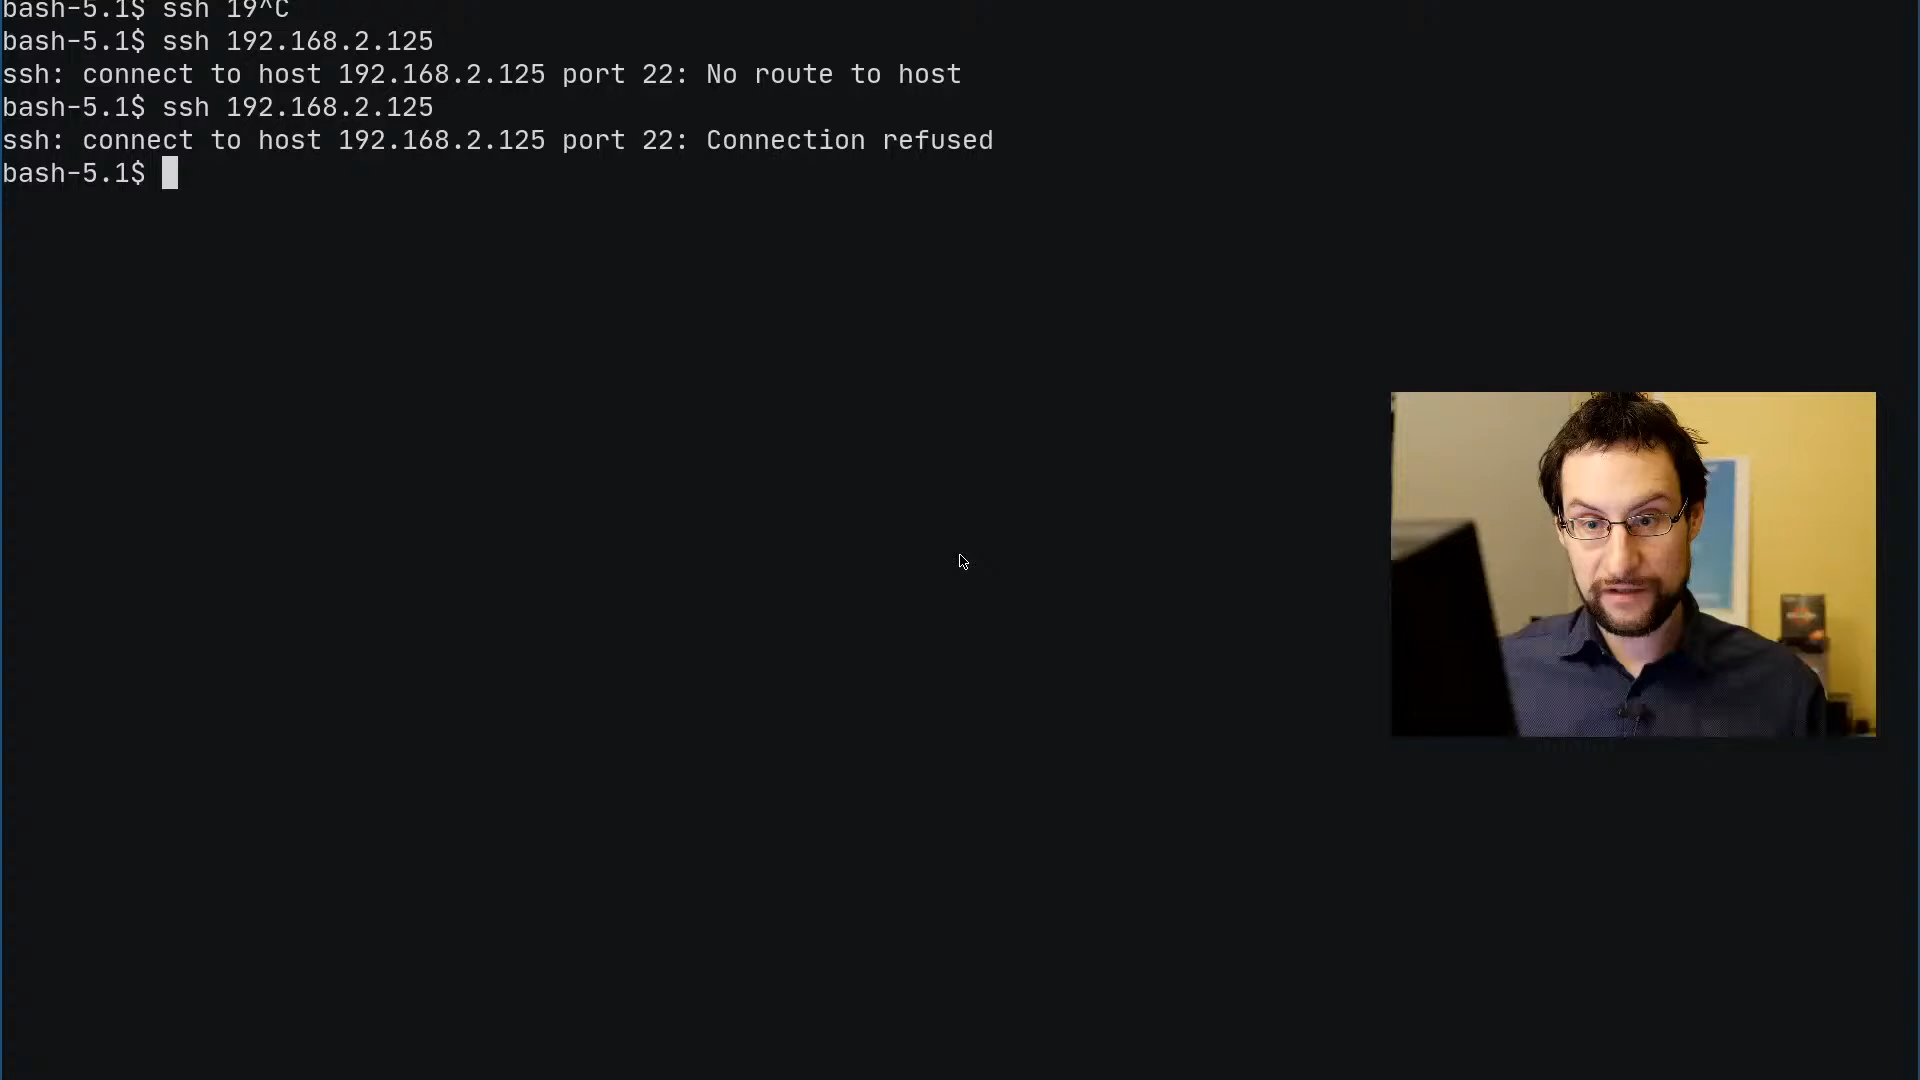 bash-5.1$ ssh 19^C
bash-5.1$ ssh 192.168.2.125
ssh: connect to host 192.168.2.125 port 22: No route to host
bash-5.1$ ssh 192.168.2.125
ssh: connect to host 192.168.2.125 port 22: Connection refused
bash-5.1$